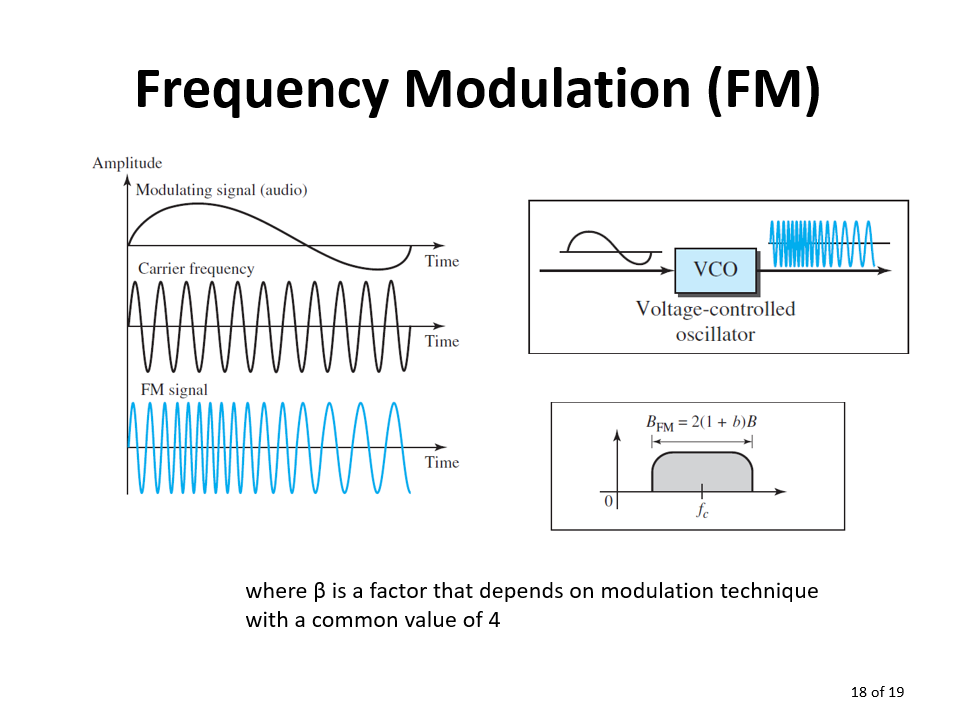 Frequency Modulation (FM)
Amplitude
Modulating signal (audio)
Time
Carrier frequency
Time
FM signal
Time
VCO
Voltage-controlled
oscillator
BFM = 2(1 + b)B
0
fc
where β is a factor that depends on modulation technique
with a common value of 4
18 of 19